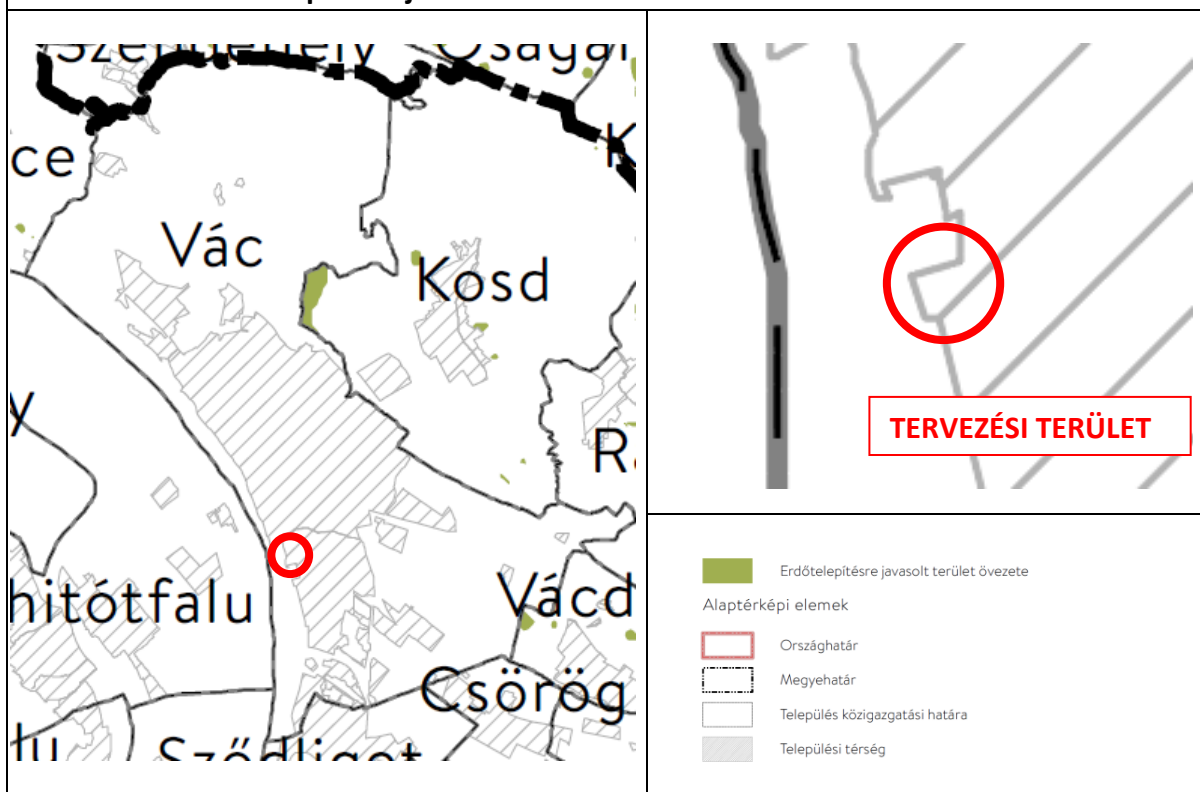 ce
Vác
Kosd
y
hitótfalu
Vácd
Csörög
TERVEZÉSI TERÜLET
Erdőtelepítésre javasolt terület övezete
Alaptérképi elemek
Országhatár
Megyehatár
Település közigazgatási határa
Települési térség